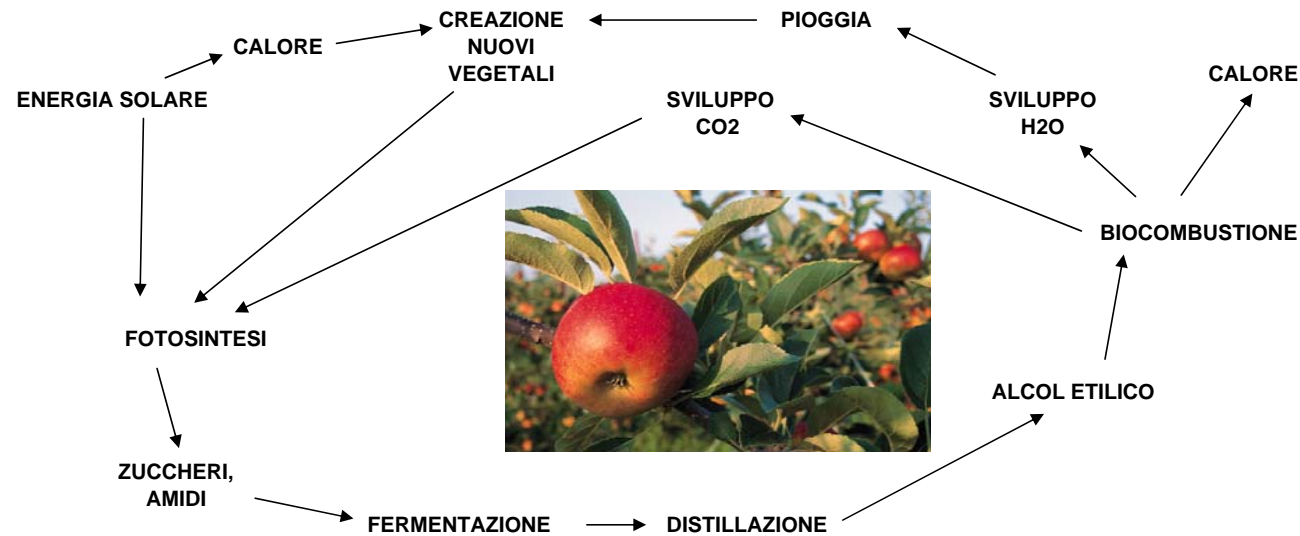 CREAZIONE
NUOVI
VEGETALI
PIOGGIA
CALORE
CALORE
ENERGIA SOLARE
SVILUPPO
CO2
SVILUPPO
H2O
BIOCOMBUSTIONE
FOTOSINTESI
ALCOL ETILICO
ZUCCHERI,
AMIDI
FERMENTAZIONE
DISTILLAZIONE